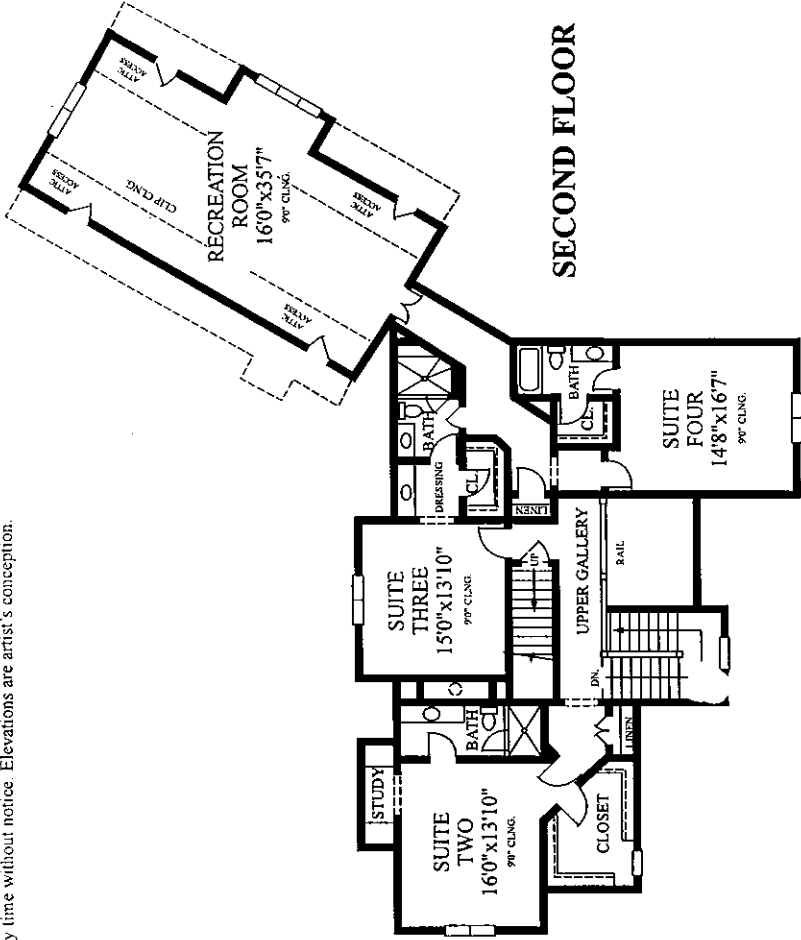 y time without notice. Elevations are artist's conception.
SECOND FLOOR
ATTIC
ACCESS
ATTIC
ACCESS
CLIP CLNG.
RECREATION
ROOM
16'0"x35'7"
9'0" CLNG.
ATTIC
ACCESS
ATTIC
ACCESS
BATH
DRESSING
CL.
LINEN
BATH
CL.
SUITE
FOUR
14'8"x16'7"
9'0" CLNG.
SUITE
THREE
15'0"x13'10"
9'0" CLNG.
UP
UPPER GALLERY
RAIL
DN.
BATH
LINEN
STUDY
SUITE
TWO
16'0"x13'10"
9'0" CLNG.
CLOSET